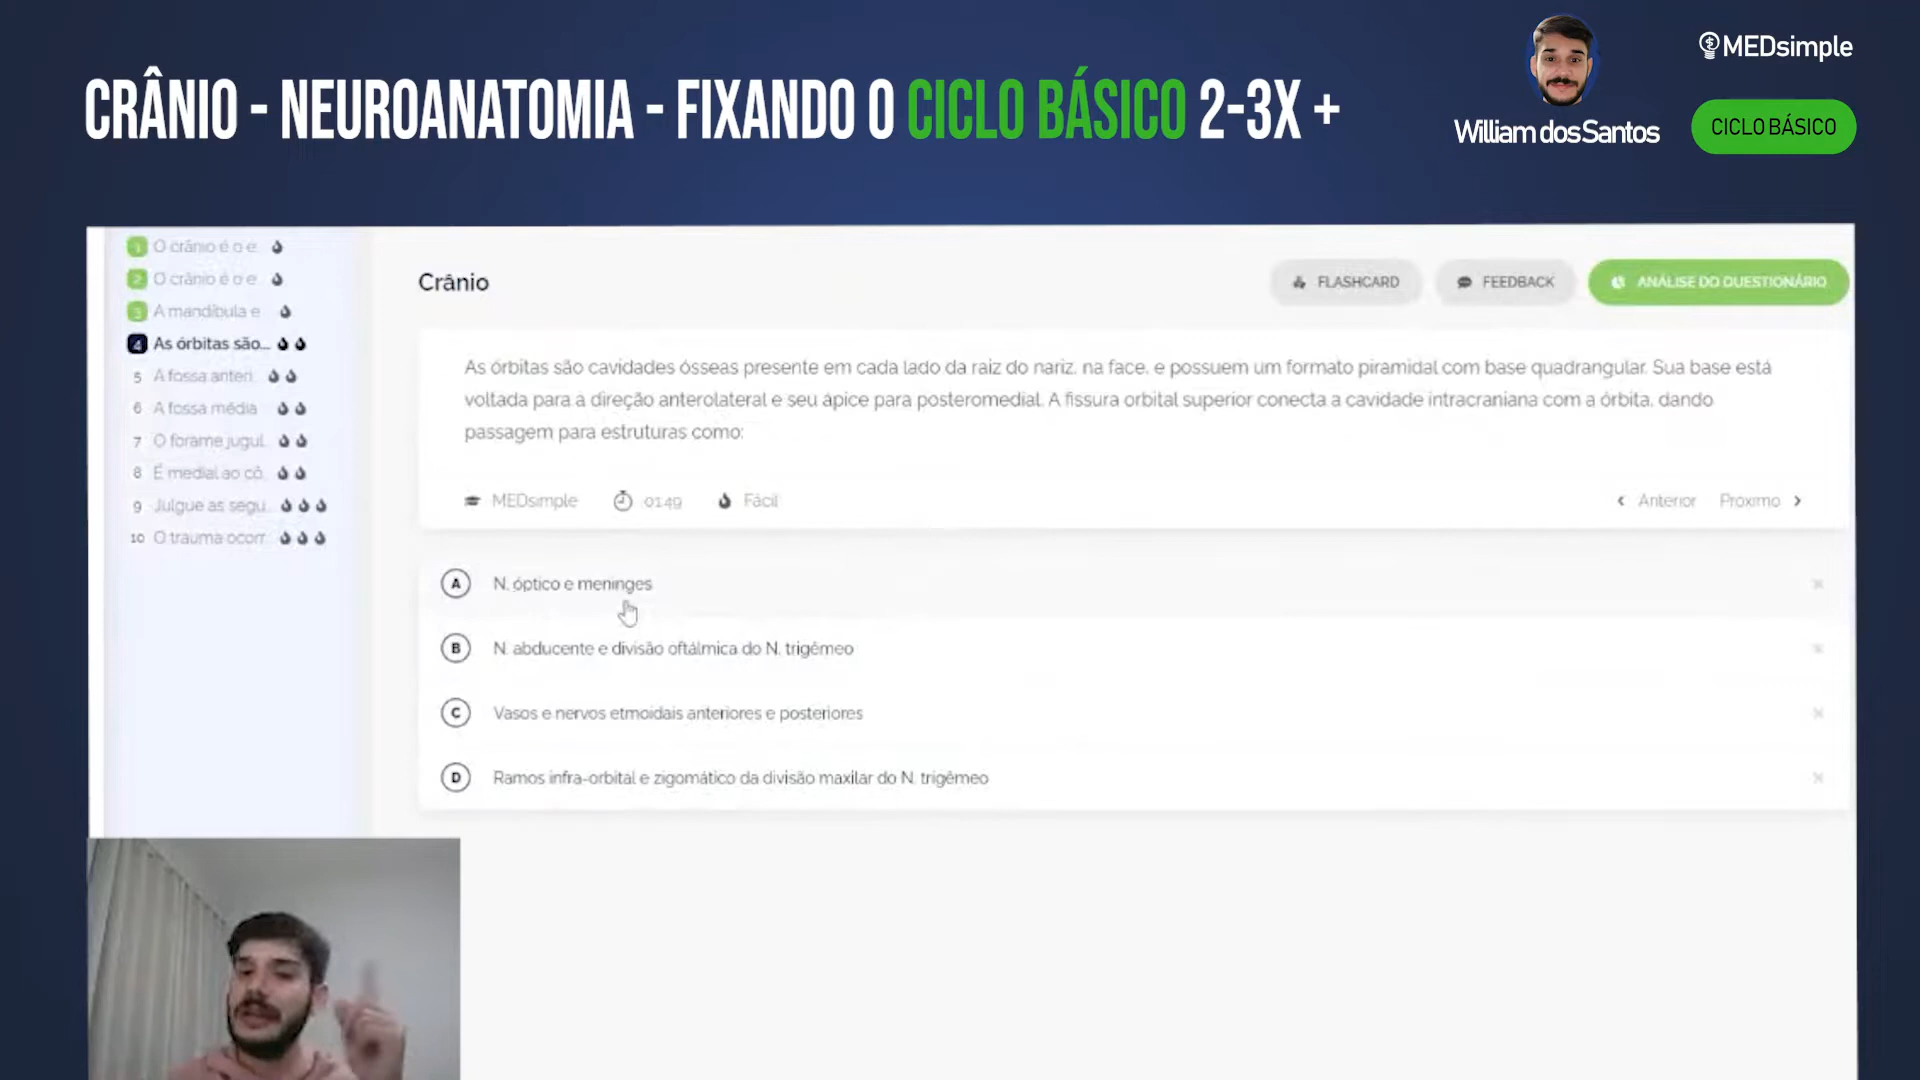 CRÂNIO - NEUROANATOMIA - FIXANDO O CICLO BÁSICO 2-3X +
William dos Santos
MEDsimple
CICLO BÁSICO
1 O crânio é o e
2 O crânio é o e
3 A mandíbula e
4 As órbitas são...
5 A fossa anteri
6 A fossa média
7 O forame jugul
8 É medial ao cô
9 Julgue as segu
10 O trauma ocorr
Crânio
FLASHCARD
FEEDBACK
ANÁLISE DO QUESTIONÁRIO
As órbitas são cavidades ósseas presente em cada lado da raiz do nariz, na face, e possuem um formato piramidal com base quadrangular. Sua base está
voltada para a direção anterolateral e seu ápice para posteromedial. A fissura orbital superior conecta a cavidade intracraniana com a órbita, dando
passagem para estruturas como:
MEDsimple
01:49
Fácil
Anterior
Próximo
A N. óptico e meninges
B N. abducente e divisão oftálmica do N. trigêmeo
C Vasos e nervos etmoidais anteriores e posteriores
D Ramos infra-orbital e zigomático da divisão maxilar do N. trigêmeo